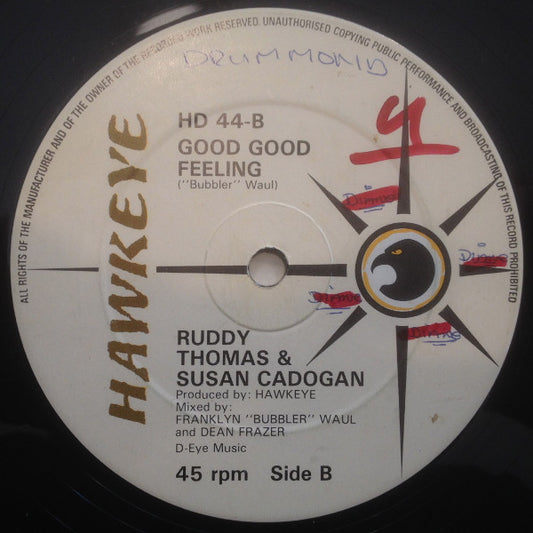 ALL RIGHTS OF THE MANUFACTURER AND OF THE OWNER OF THE RECORDING WORK RESERVED UNAUTHORISED COPYING PUBLIC PERFORMANCE AND BROADCASTING OF THIS RECORD PROHIBITED
DRUMMOND
HAWKEYE
HD 44-B
GOOD GOOD
FEELING
(''Bubbler'' Waul)
RUDDY
THOMAS &
SUSAN CADOGAN
Produced by: HAWKEYE
Mixed by:
FRANKLYN ''BUBBLER'' WAUL
and DEAN FRAZER
D-Eye Music
45 rpm Side B